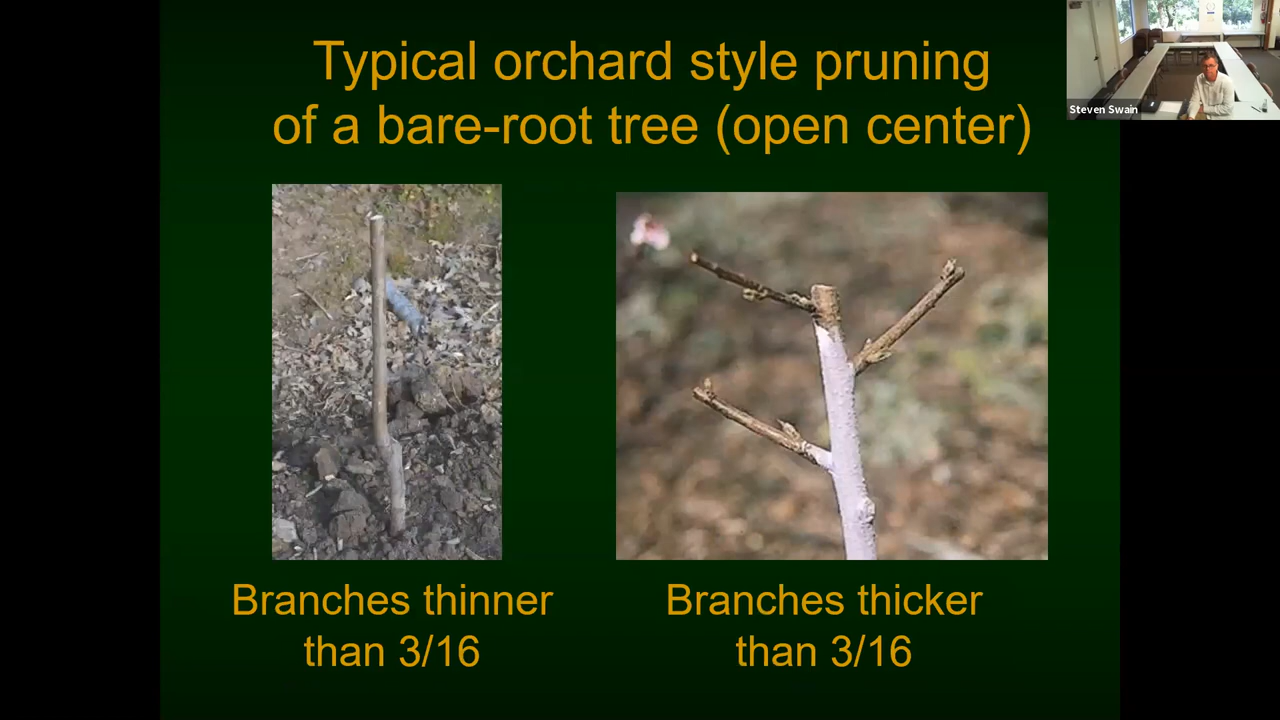 Typical orchard style pruning
of a bare-root tree (open center)
Steven Swain
Branches thinner
than 3/16
Branches thicker
than 3/16